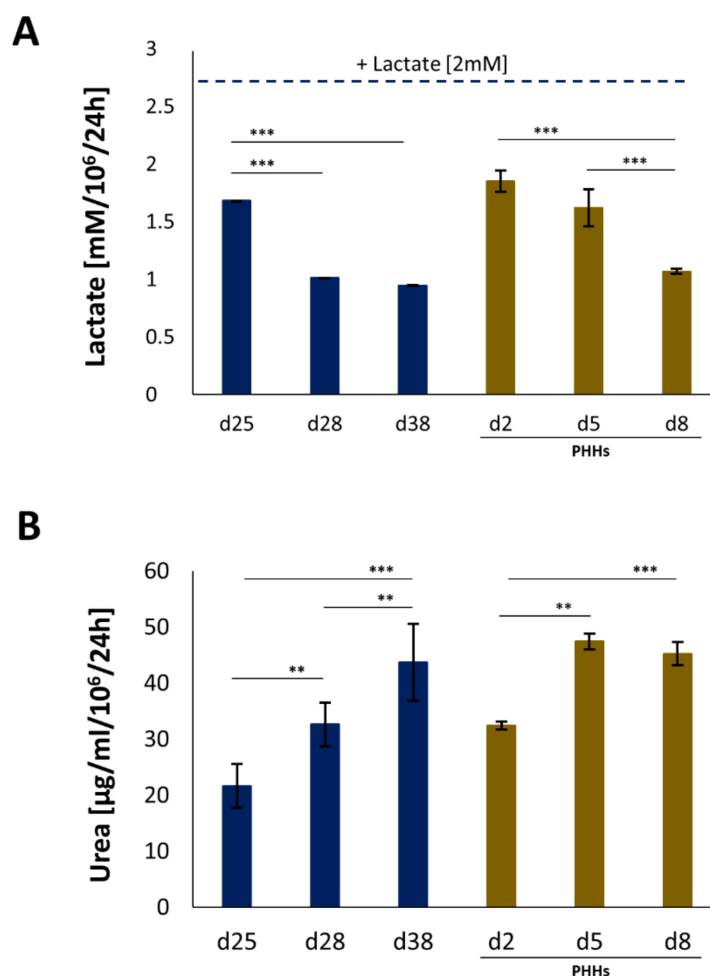 A
Lactate [mM/10⁶/24h]
3
2.5
2
1.5
1
0.5
0
+ Lactate [2mM]
*** ***
*** ***
d25 d28 d38 d2 d5 d8
PHHs
B
Urea [µg/ml/10⁶/24h]
60
50
40
30
20
10
0
*** ***
** **
**
d25 d28 d38 d2 d5 d8
PHHs